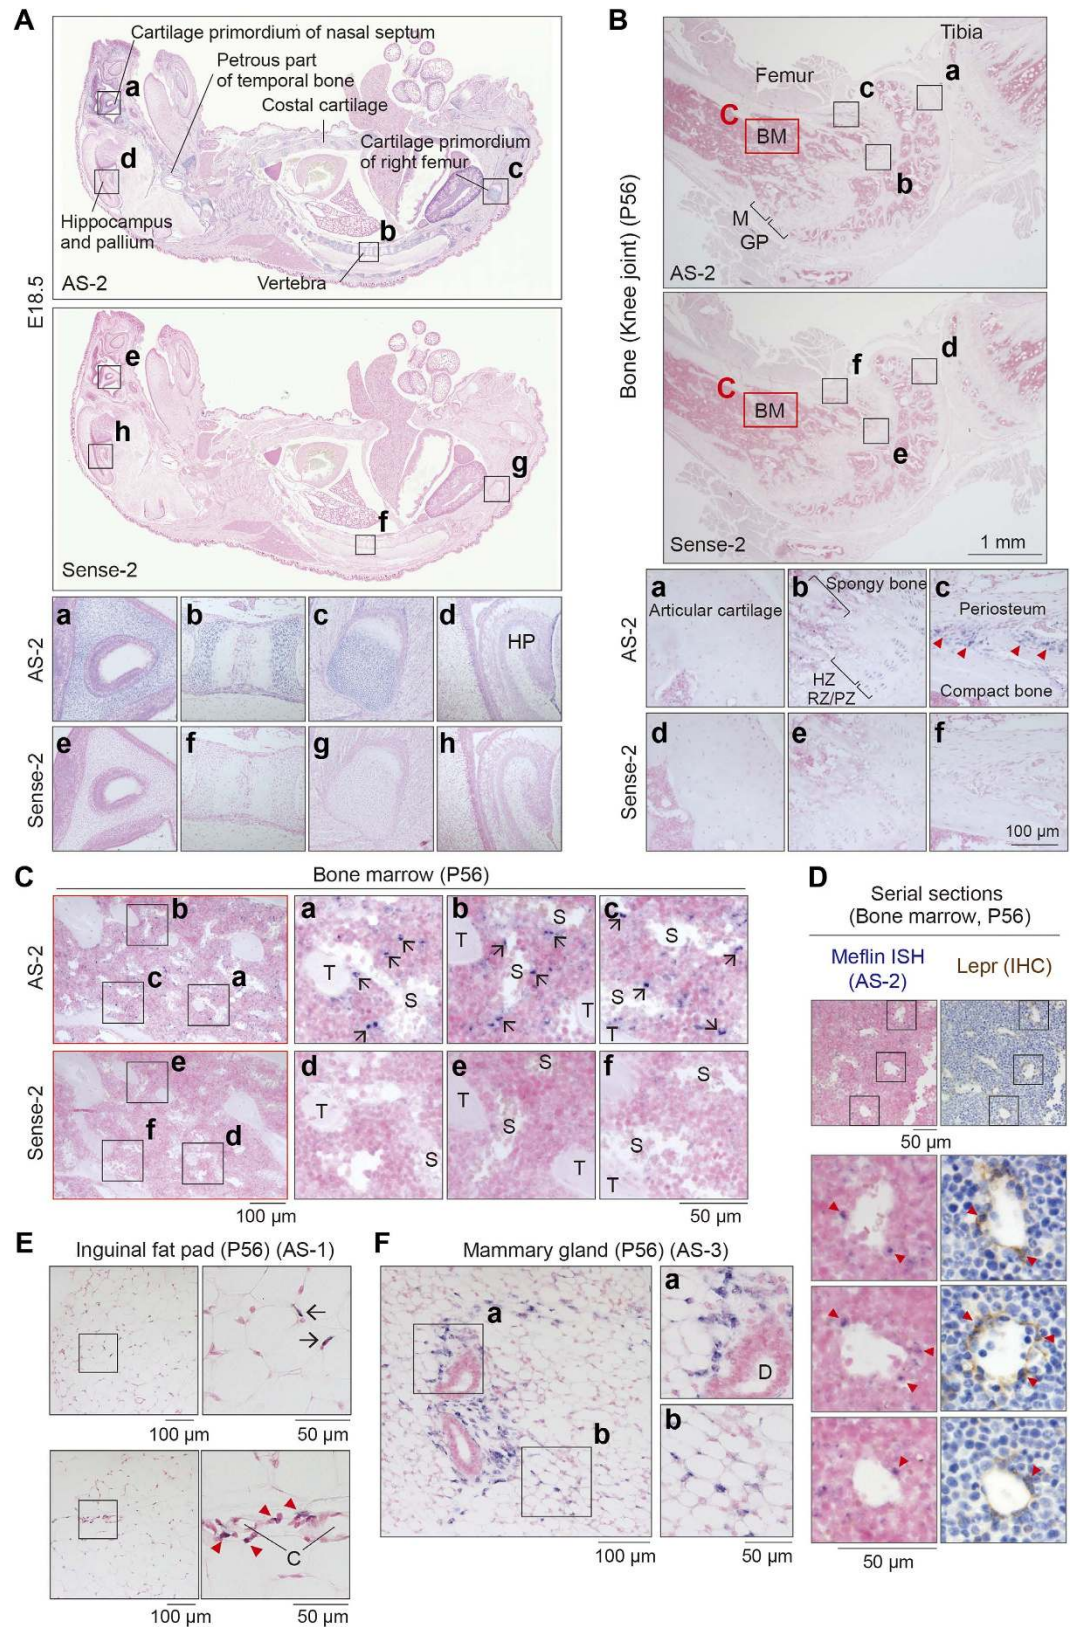 A
Cartilage primordium of nasal septum
Petrous part
of temporal bone
Costal cartilage
Cartilage primordium
of right femur
a
d
c
b
Hippocampus
and pallium
Vertebra
AS-2
E18.5
e
h
g
f
Sense-2
a
b
c
d
HP
AS-2
e
f
g
h
Sense-2
B
Tibia
Femur
a
c
C
BM
b
M
GP
AS-2
Bone (Knee joint) (P56)
d
f
C
BM
e
Sense-2
1 mm
a
Articular cartilage
b
Spongy bone
HZ
RZ/PZ
c
Periosteum
Compact bone
AS-2
d
e
f
Sense-2
100 µm
C
Bone marrow (P56)
b
c
a
AS-2
a
T
S
b
T
S
S
T
c
S
S
T
e
f
d
Sense-2
d
T
S
e
S
T
S
T
f
S
T
100 µm
50 µm
D
Serial sections
(Bone marrow, P56)
Meflin ISH
(AS-2)
Lepr (IHC)
50 µm
50 µm
E
Inguinal fat pad (P56) (AS-1)
100 µm
50 µm
C
100 µm
50 µm
F
Mammary gland (P56) (AS-3)
a
b
100 µm
a
D
b
50 µm